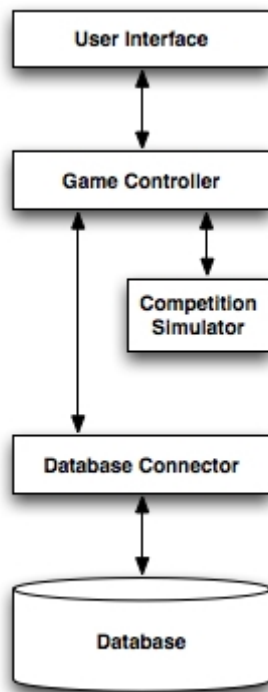 User Interface
Game Controller
Competition
Simulator
Database Connector
Database